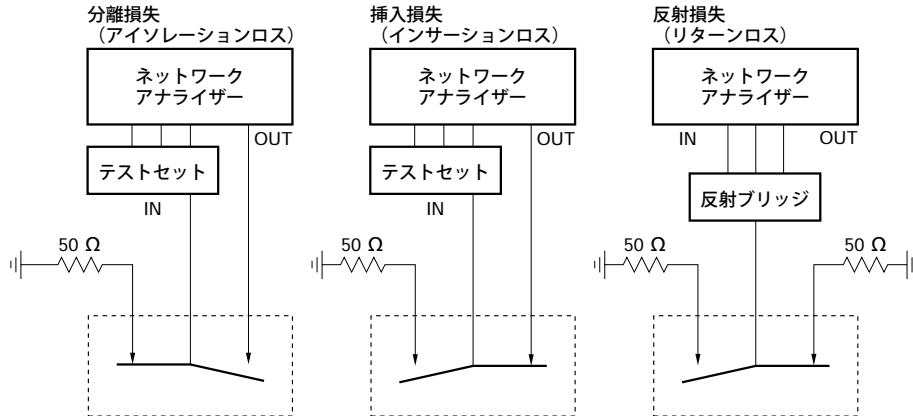 分離損失
（アイソレーションロス）
ネットワーク
アナライザー
OUT
テストセット
IN
50 Ω
挿入損失
（インサーションロス）
ネットワーク
アナライザー
OUT
テストセット
IN
50 Ω
反射損失
（リターンロス）
ネットワーク
アナライザー
IN
OUT
反射ブリッジ
50 Ω
50 Ω